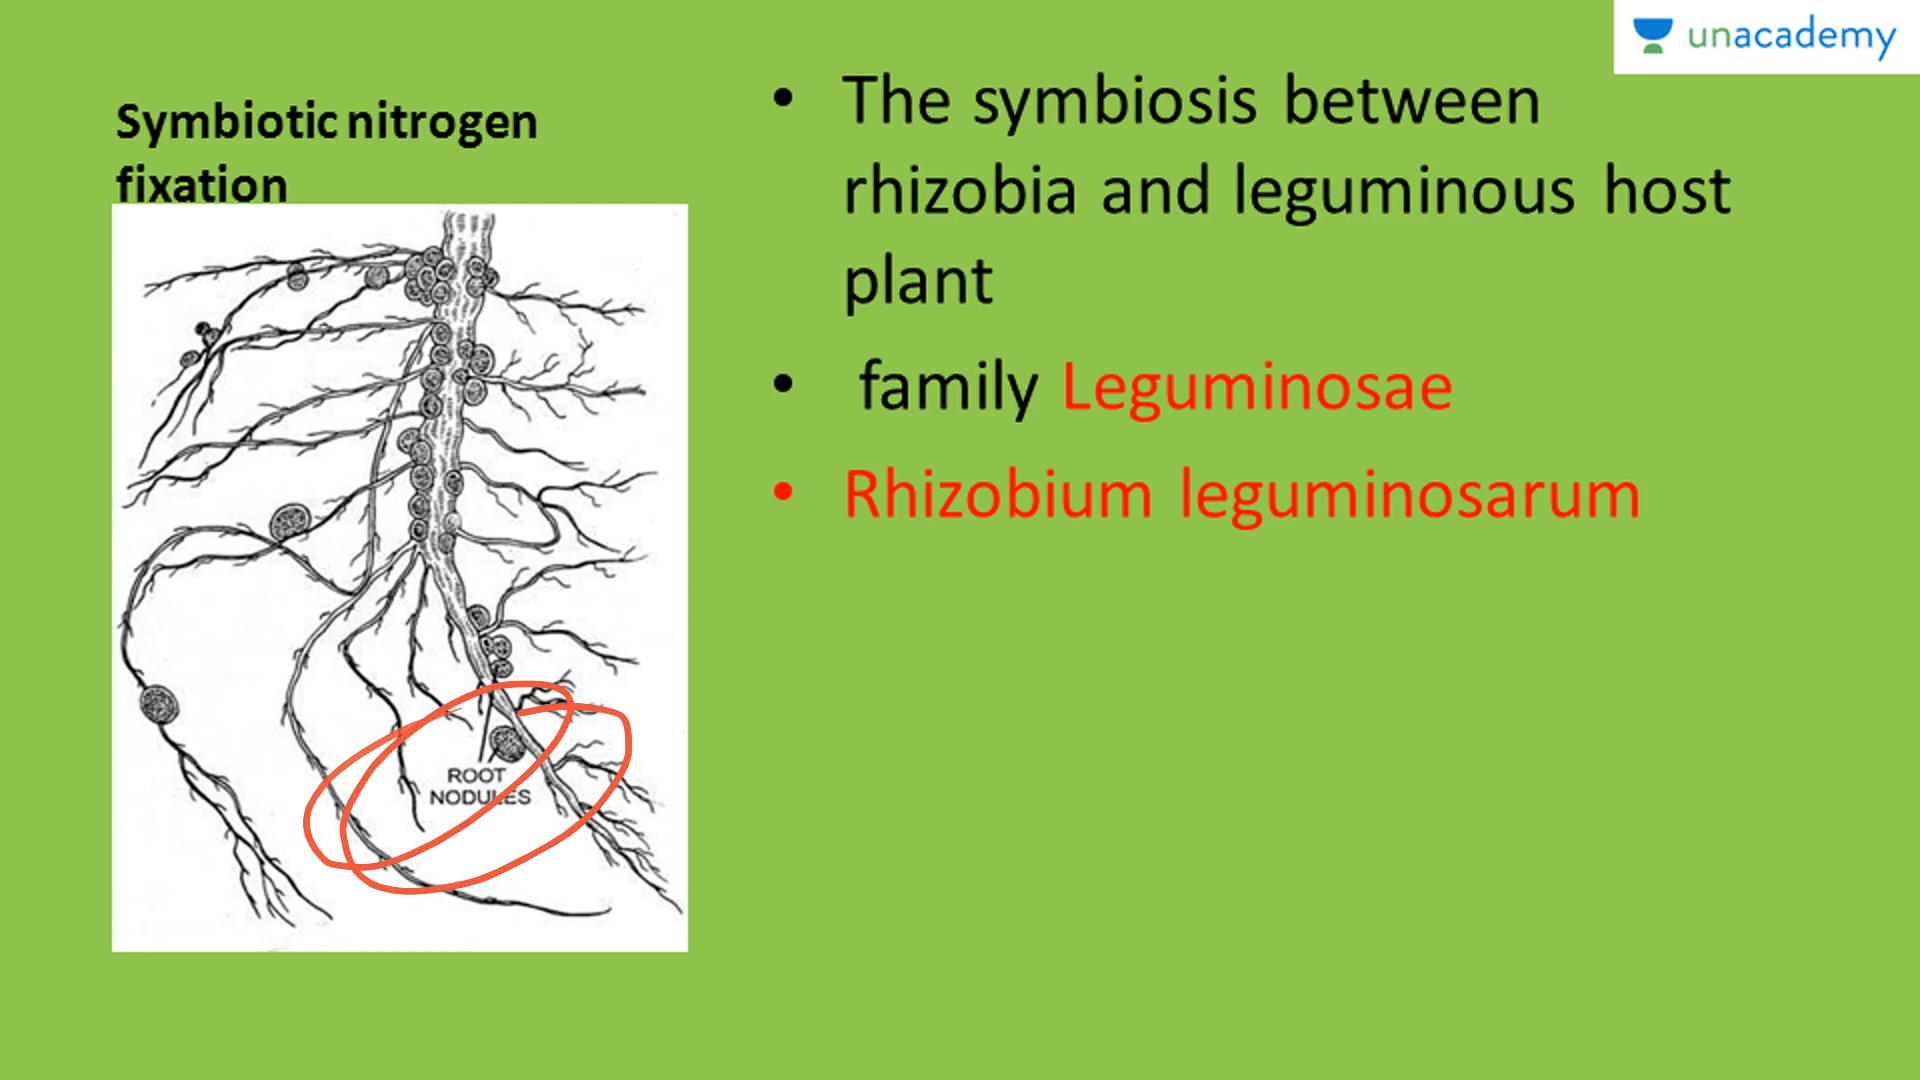 unacademy
Symbiotic nitrogen
fixation
• The symbiosis between
rhizobia and leguminous host
plant
• family Leguminosae
• Rhizobium leguminosarum
ROOT
NODULES